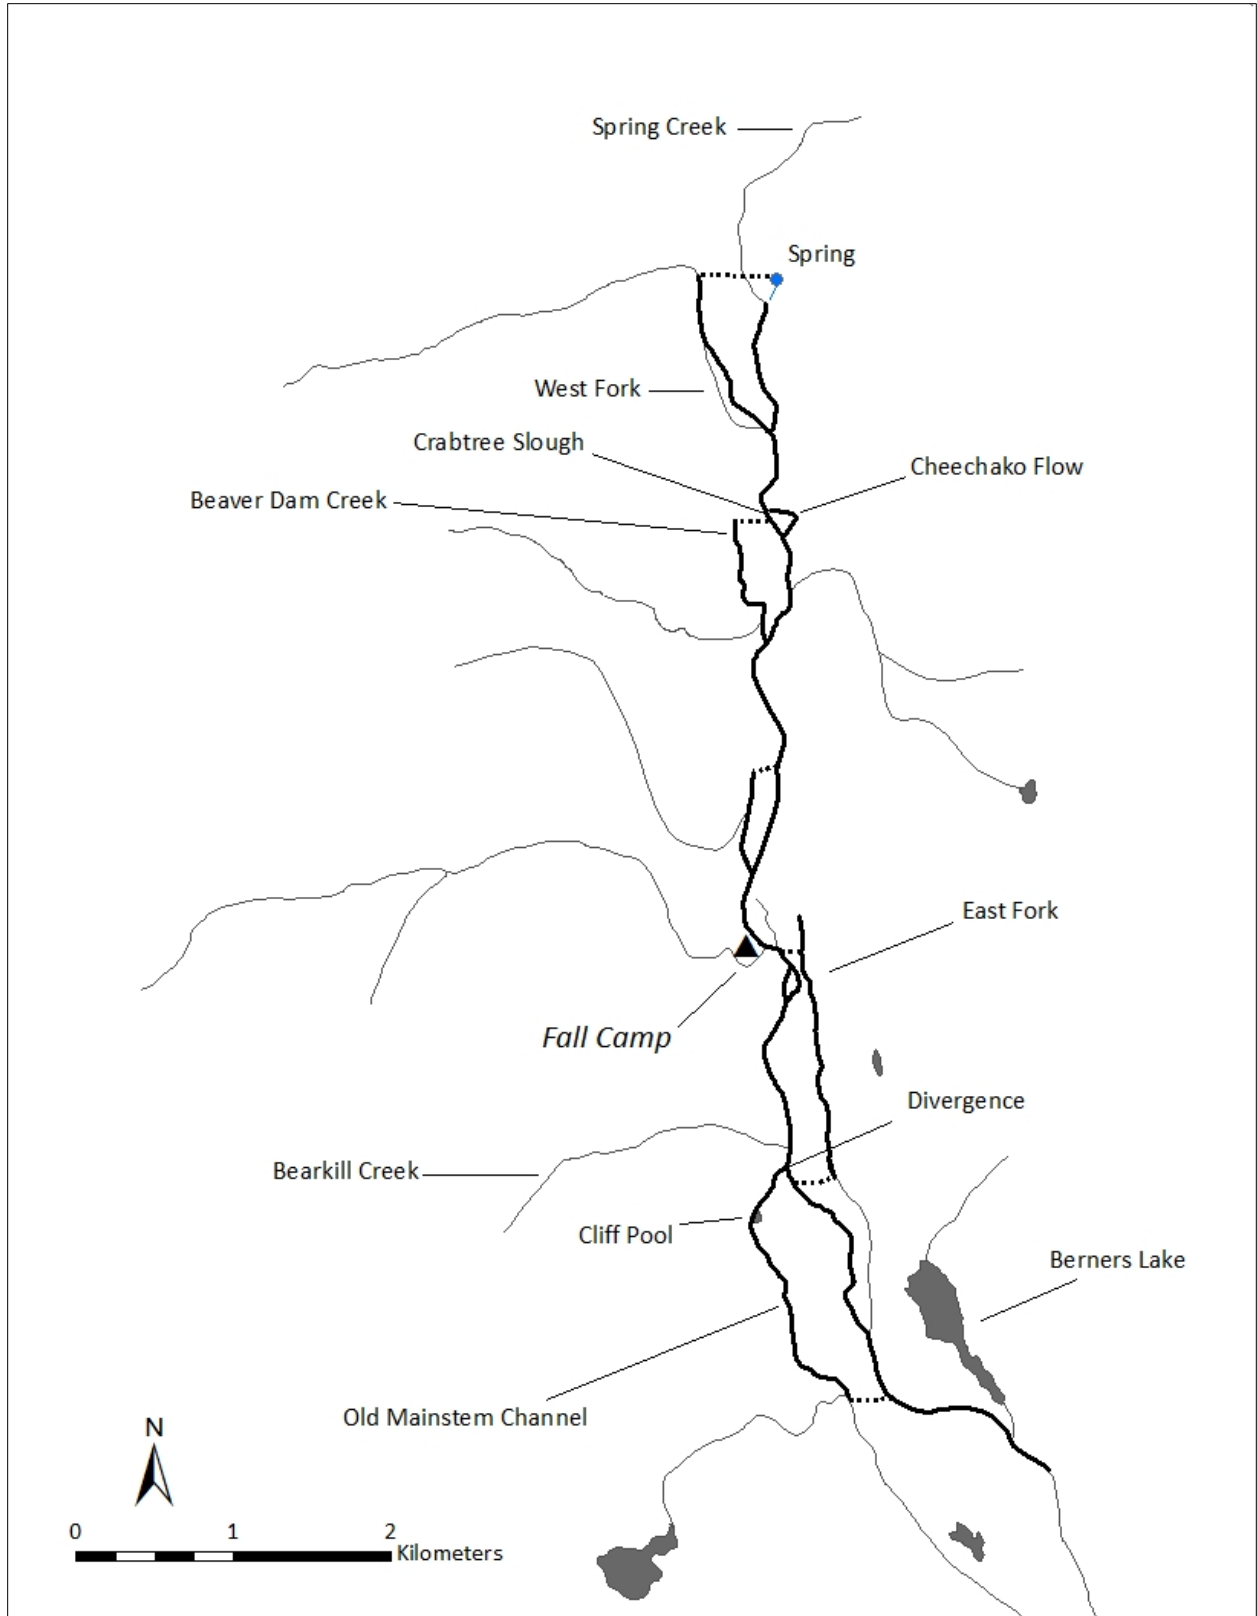 Spring Creek
Spring
West Fork
Crabtree Slough
Cheechako Flow
Beaver Dam Creek
East Fork
Fall Camp
Divergence
Bearkill Creek
Cliff Pool
Berners Lake
Old Mainstem Channel
N
0 1 2
Kilometers